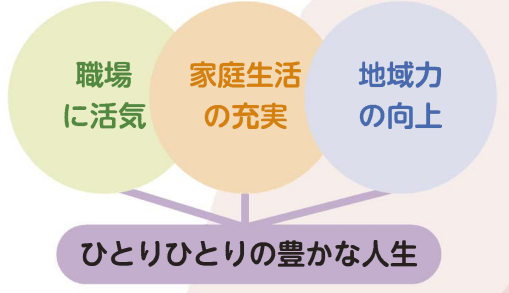 職場
に活気
家庭生活
の充実
地域力
の向上
ひとりひとりの豊かな人生